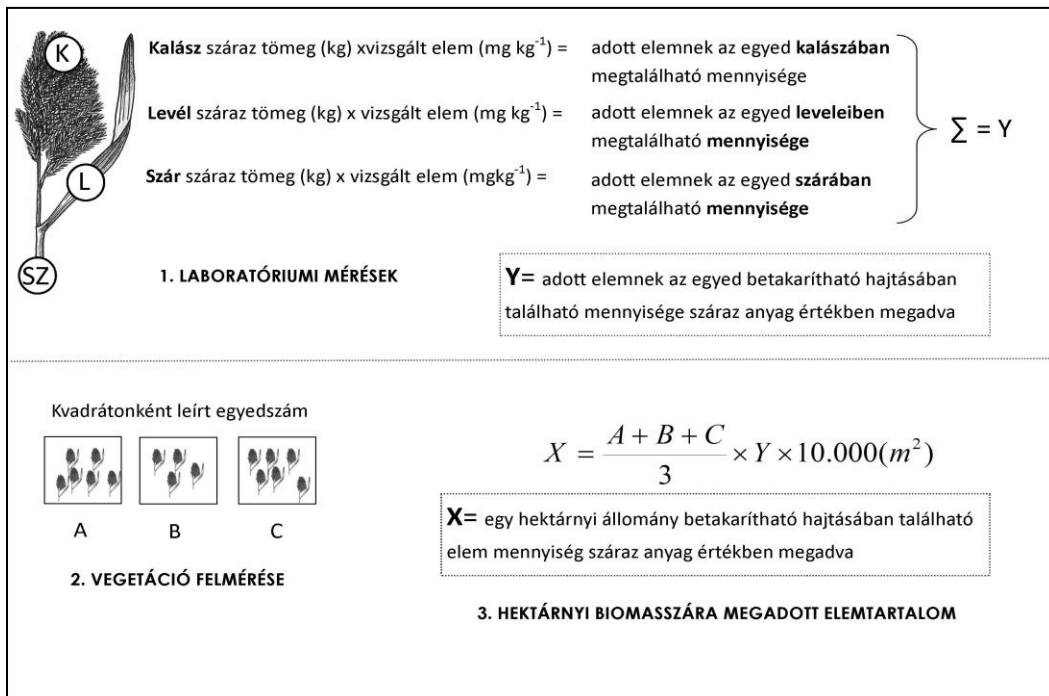 K
Kalász száraz tömeg (kg) xvizsgált elem (mg kg⁻¹) = adott elemnek az egyed kalászában
megtalálható mennyisége
Levél száraz tömeg (kg) x vizsgált elem (mg kg⁻¹) = adott elemnek az egyed leveleiben
megtalálható mennyisége
∑ = Y
L
Szár száraz tömeg (kg) x vizsgált elem (mgkg⁻¹) = adott elemnek az egyed szárában
megtalálható mennyisége
SZ
1. LABORATÓRIUMI MÉRÉSEK
Y= adott elemnek az egyed betakarítható hajtásában
található mennyisége száraz anyag értékben megadva
Kvadrátonként leírt egyedszám
A B C
2. VEGETÁCIÓ FELMÉRÉSE
X = (A + B + C) / 3 × Y × 10.000(m²)
X= egy hektárnyi állomány betakarítható hajtásában található
elem mennyiség száraz anyag értékben megadva
3. HEKTÁRNYI BIOMASSZÁRA MEGADOTT ELEMTARTALOM